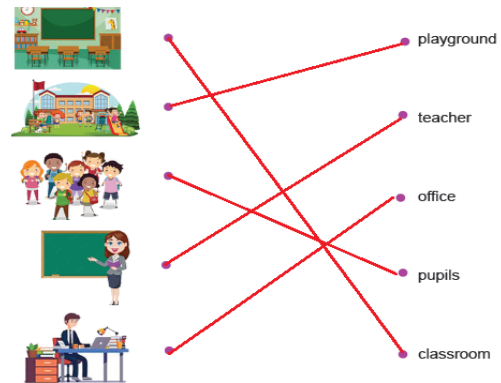 playground
teacher
office
pupils
classroom